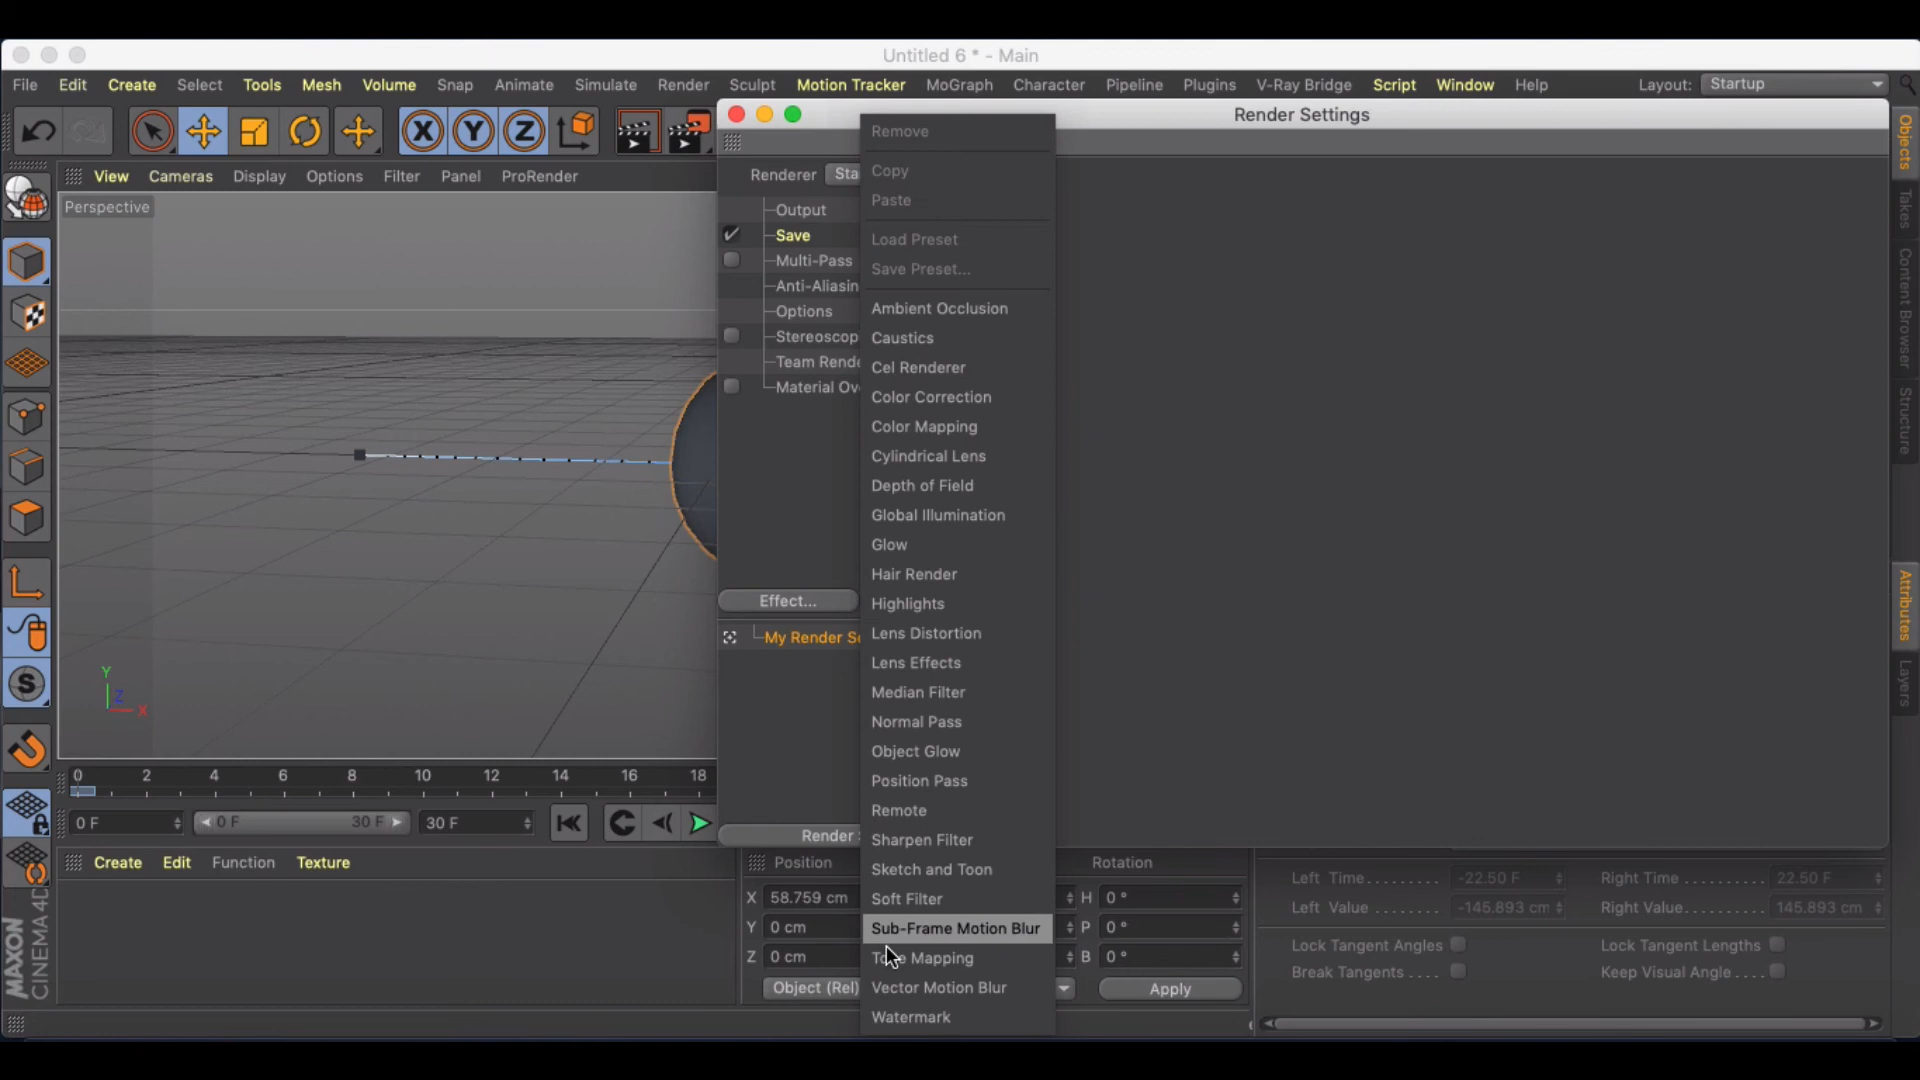 Untitled 6 * - Main
File Edit Create Select Tools Mesh Volume Snap Animate Simulate Render Sculpt Motion Tracker MoGraph Character Pipeline Plugins V-Ray Bridge Script Window Help Layout: Startup
Render Settings
View Cameras Display Options Filter Panel ProRender
Perspective
X Y Z
Renderer Sta
Output
Save
Multi-Pass
Anti-Aliasin
Options
Stereoscop
Team Rende
Material Ov
Effect...
My Render Se
Render
Remove
Copy
Paste
Load Preset
Save Preset...
Ambient Occlusion
Caustics
Cel Renderer
Color Correction
Color Mapping
Cylindrical Lens
Depth of Field
Global Illumination
Glow
Hair Render
Highlights
Lens Distortion
Lens Effects
Median Filter
Normal Pass
Object Glow
Position Pass
Remote
Sharpen Filter
Sketch and Toon
Soft Filter
Sub-Frame Motion Blur
Tone Mapping
Vector Motion Blur
Watermark
Objects
Takes
Content Browser
Structure
Attributes
Layers
Y
Z
X
S
0 2 4 6 8 10 12 14 16 18
0 F 0 F 30 F 30 F
Create Edit Function Texture
Position Rotation
X 58.759 cm H 0 °
Y 0 cm P 0 °
Z 0 cm B 0 °
Object (Rel) Apply
Left Time -22.50 F Right Time 22.50 F
Left Value -145.893 cm Right Value 145.893 cm
Lock Tangent Angles Lock Tangent Lengths
Break Tangents Keep Visual Angle
MAXON
CINEMA 4D